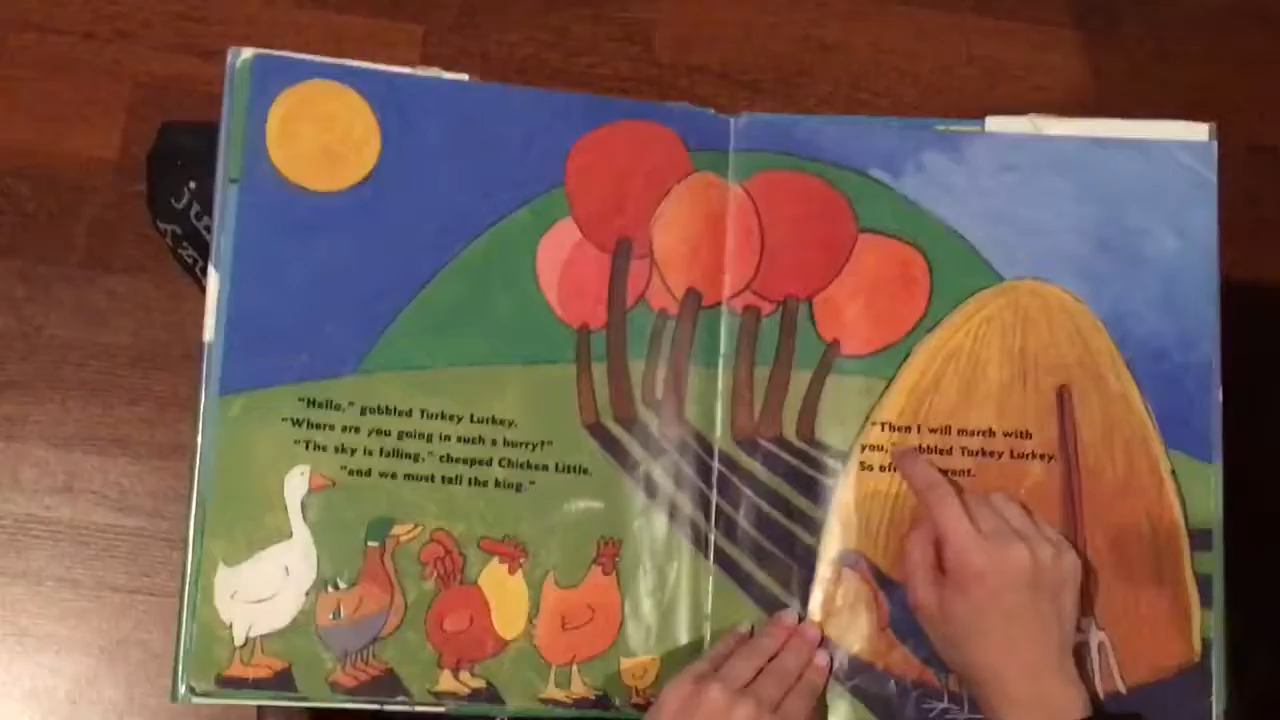 "Hello," gobbled Turkey Lurkey.
"Where are you going in such a hurry?"
"The sky is falling," cheeped Chicken Little,
"and we must tell the king."
"Then I will march with
you," gobbled Turkey Lurkey.
So off went.